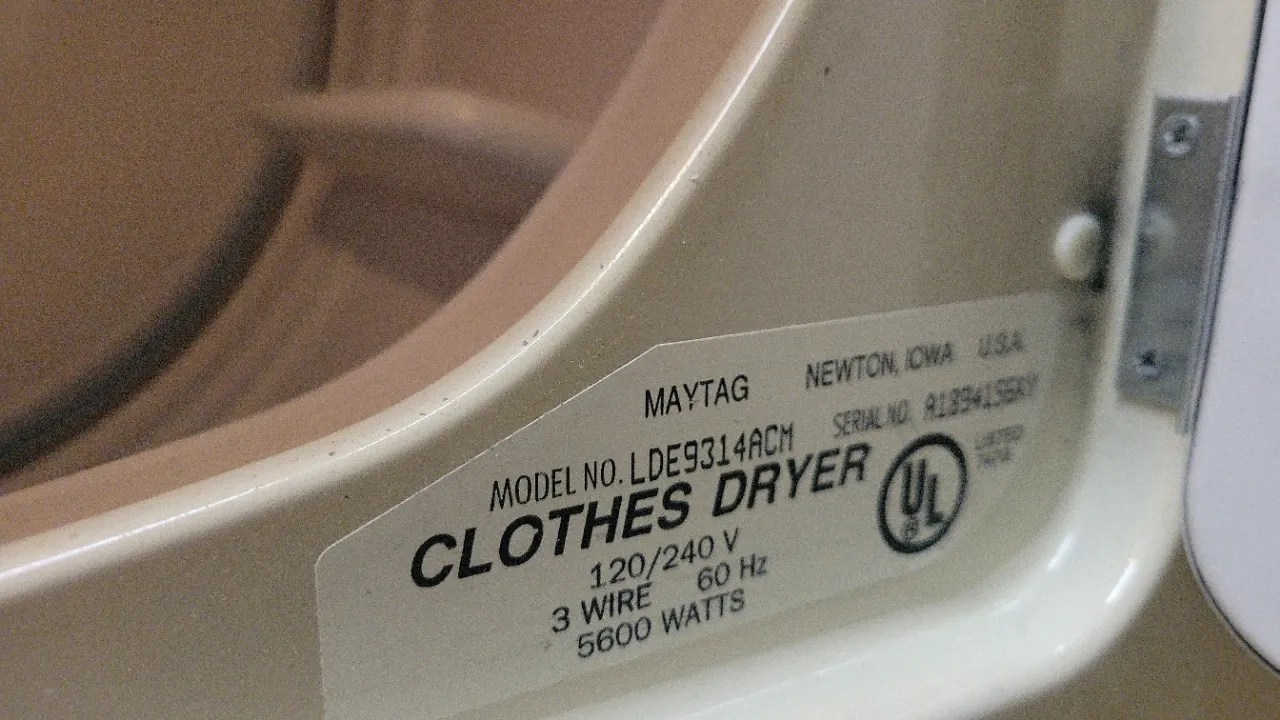 MAYTAG NEWTON, IOWA U.S.A.
MODEL NO. LDE9314ACM SERIAL NO.
CLOTHES DRYER UL
120/240 V
3 WIRE 60 Hz
5600 WATTS
LISTED